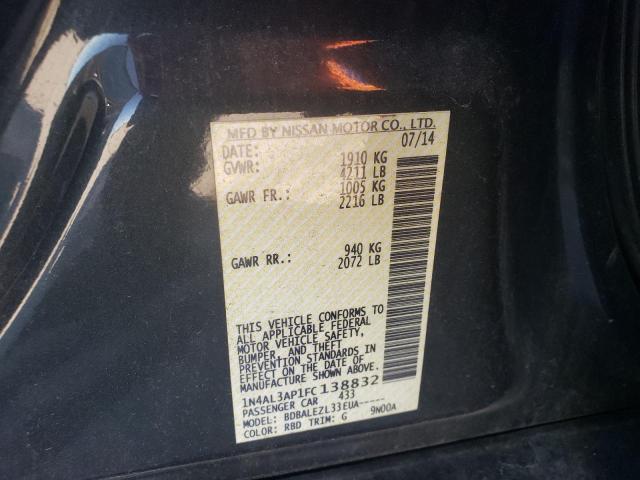 MFD BY NISSAN MOTOR CO., LTD.
DATE: 07/14
GVWR: 1910 KG
4211 LB
GAWR FR.: 1005 KG
2216 LB
GAWR RR.: 940 KG
2072 LB
THIS VEHICLE CONFORMS TO
ALL APPLICABLE FEDERAL
MOTOR VEHICLE SAFETY,
BUMPER, AND THEFT
PREVENTION STANDARDS IN
EFFECT ON THE DATE OF
MANUFACTURE SHOWN ABOVE.
1N4AL3AP1FC138832
PASSENGER CAR 433
MODEL: BDBALEZL33EUA-----
COLOR: RBD TRIM: G 9N00A